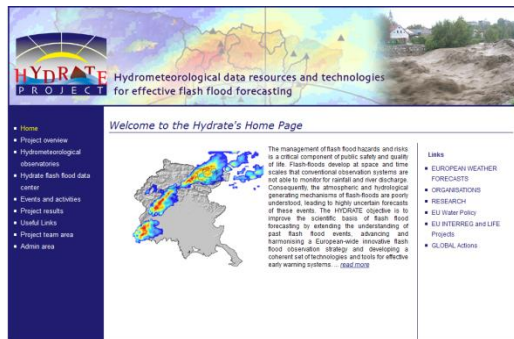 HYDRATE
PROJECT
Hydrometeorological data resources and technologies
for effective flash flood forecasting
Home
Project overview
Hydrometeorological
observatories
Hydrate flash flood data
center
Events and activities
Project results
Useful Links
Project team area
Admin area
Welcome to the Hydrate's Home Page
The management of flash flood hazards and risks
is a critical component of public safety and quality
of life. Flash-floods develop at space and time
scales that conventional observation systems are
not able to monitor for rainfall and river discharge.
Consequently, the atmospheric and hydrological
generating mechanisms of flash-floods are poorly
understood, leading to highly uncertain forecasts
of these events. The HYDRATE objective is to
improve the scientific basis of flash flood
forecasting by extending the understanding of
past flash flood events, advancing and
harmonising a European-wide innovative flash
flood observation strategy and developing a
coherent set of technologies and tools for effective
early warning systems. ... read more
Links
EUROPEAN WEATHER
FORECASTS
ORGANISATIONS
RESEARCH
EU Water Policy
EU INTERREG and LIFE
Projects
GLOBAL Actions